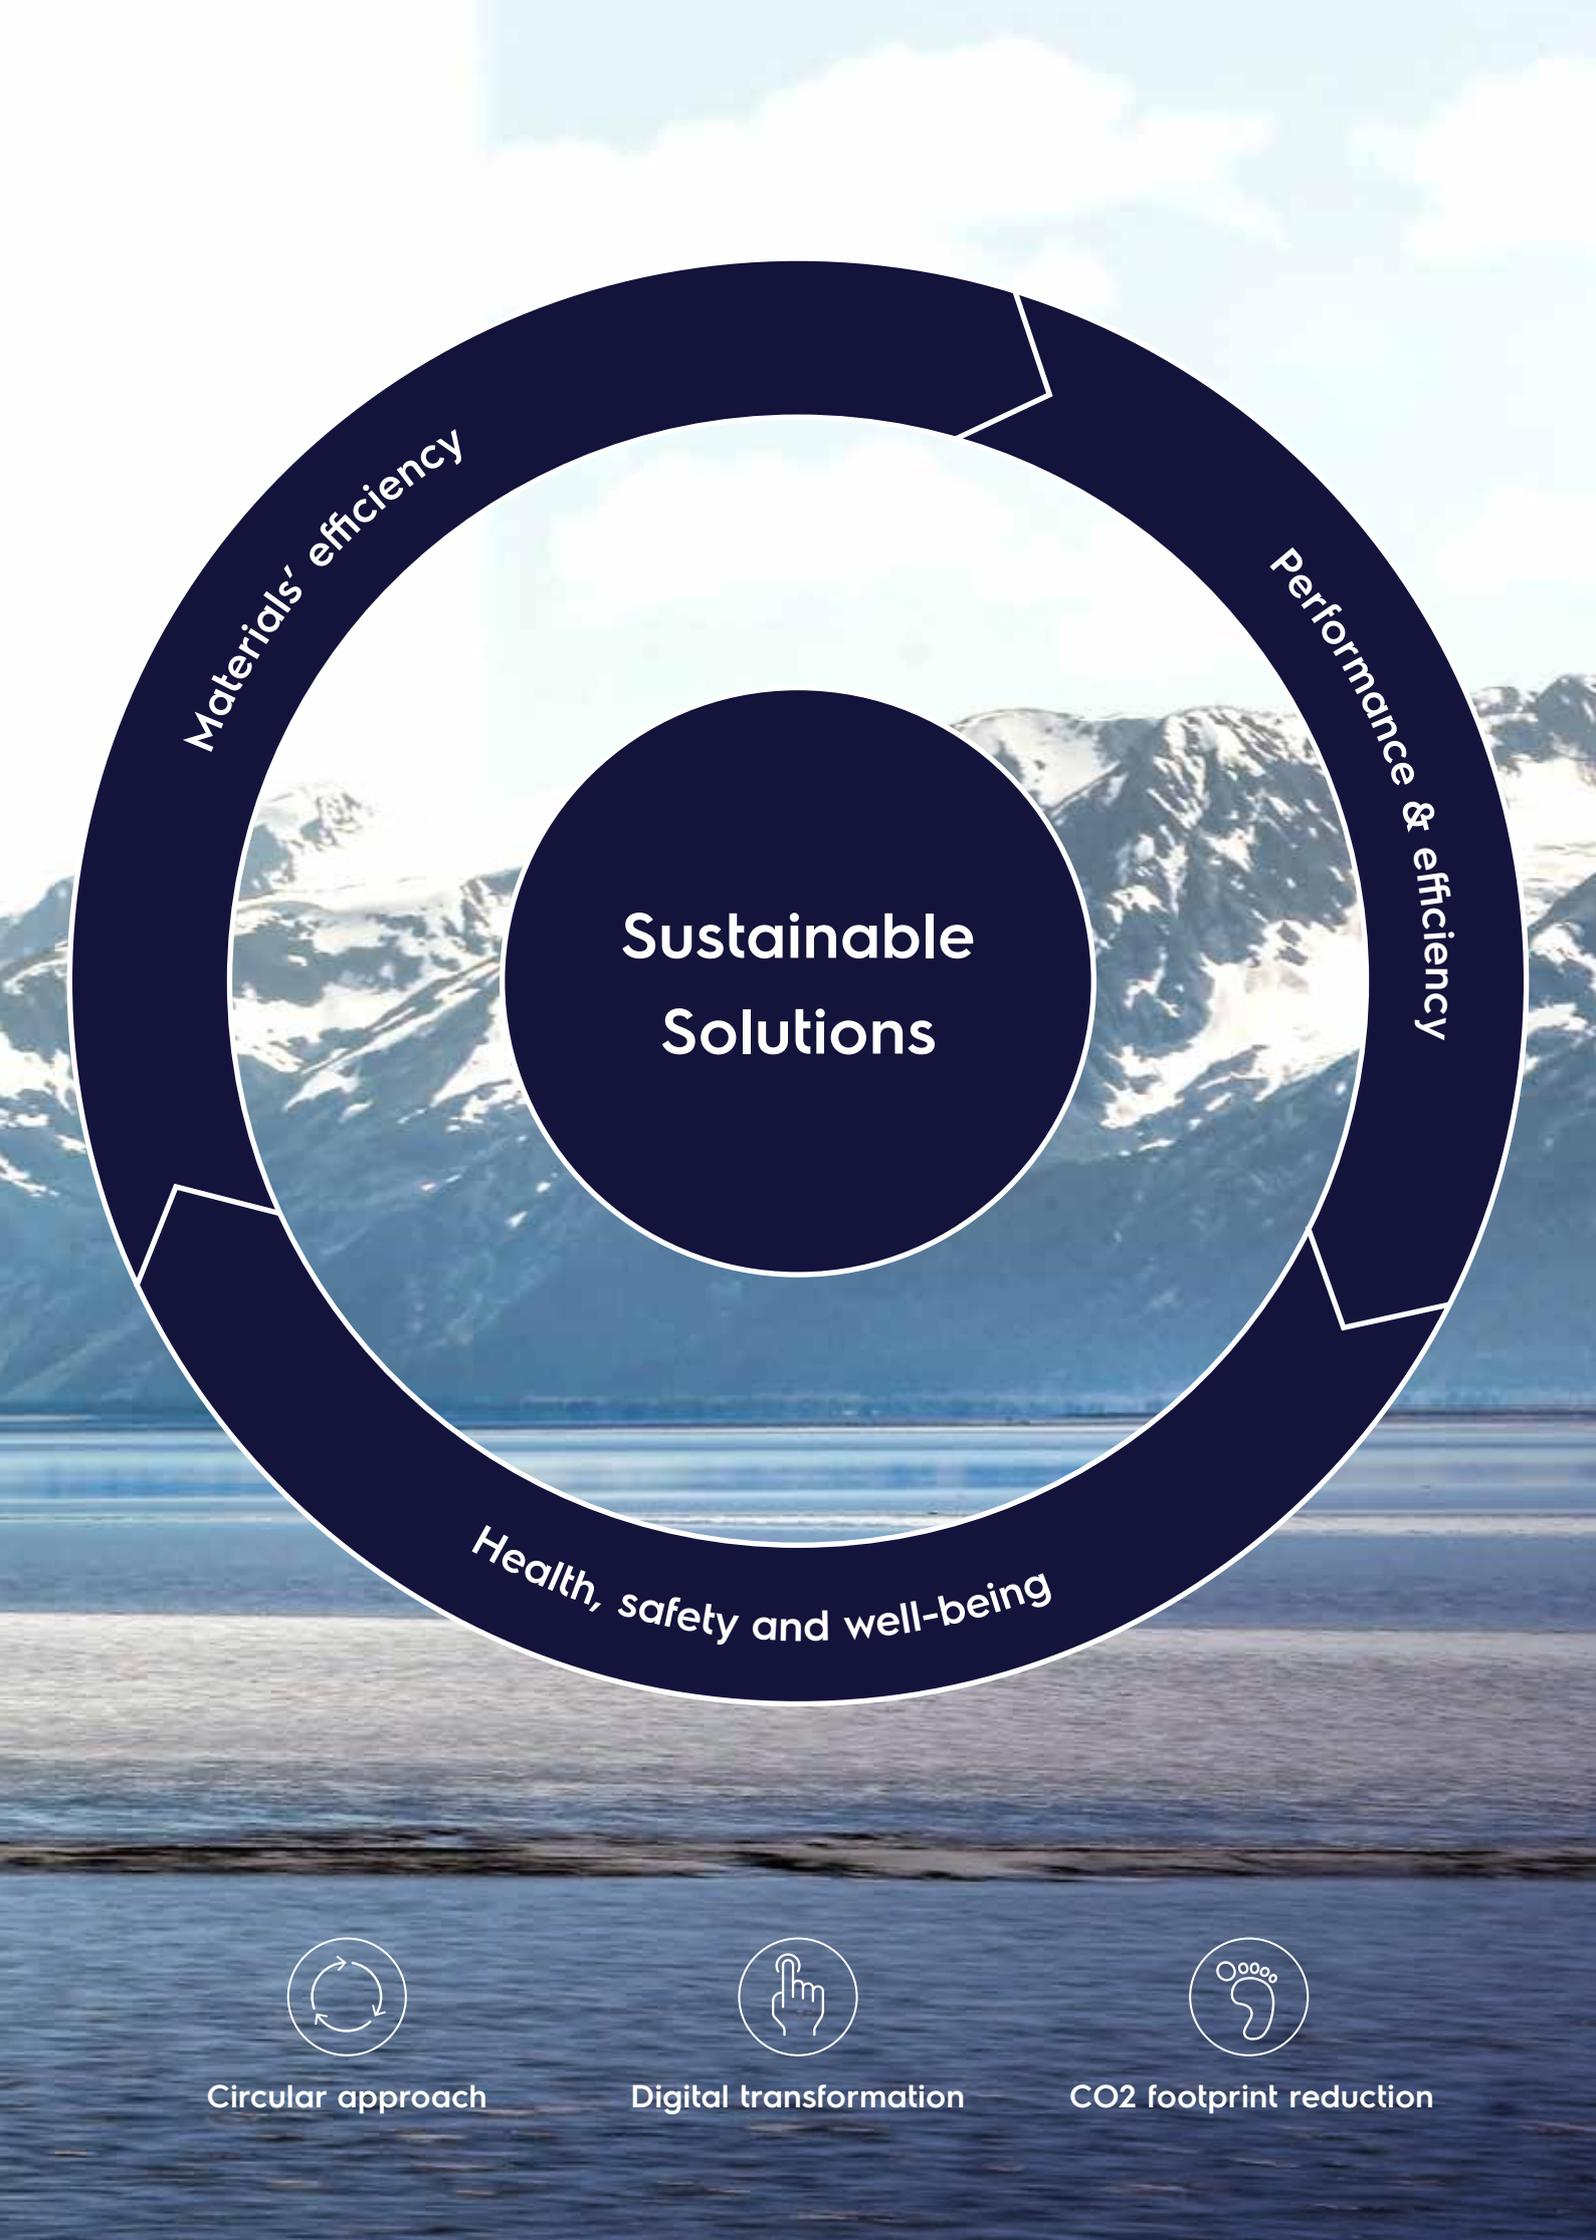 Materials’ efficiency
Performance & efficiency
Sustainable
Solutions
Health, safety and well-being
Circular approach
Digital transformation
CO2 footprint reduction